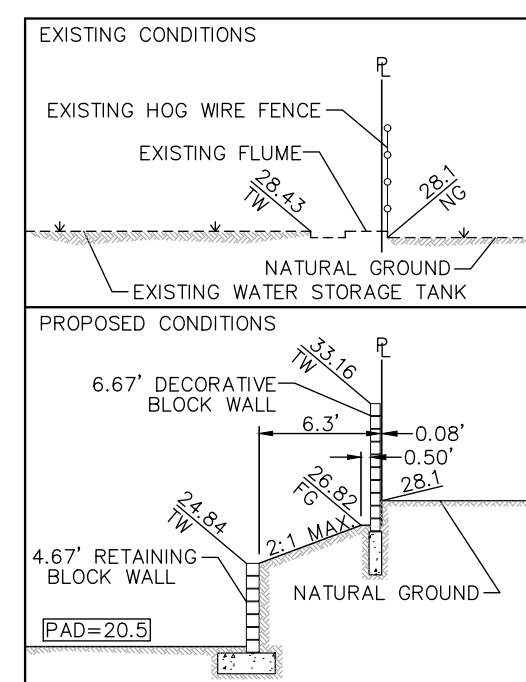 EXISTING CONDITIONS
PL
EXISTING HOG WIRE FENCE
EXISTING FLUME
28.43
TW
28.1
NG
NATURAL GROUND
EXISTING WATER STORAGE TANK
PROPOSED CONDITIONS
PL
33.16
TW
6.67' DECORATIVE
BLOCK WALL
6.3'
0.08'
0.50'
26.82
FG
28.1
24.84
TW
2:1 MAX.
4.67' RETAINING
BLOCK WALL
NATURAL GROUND
PAD=20.5